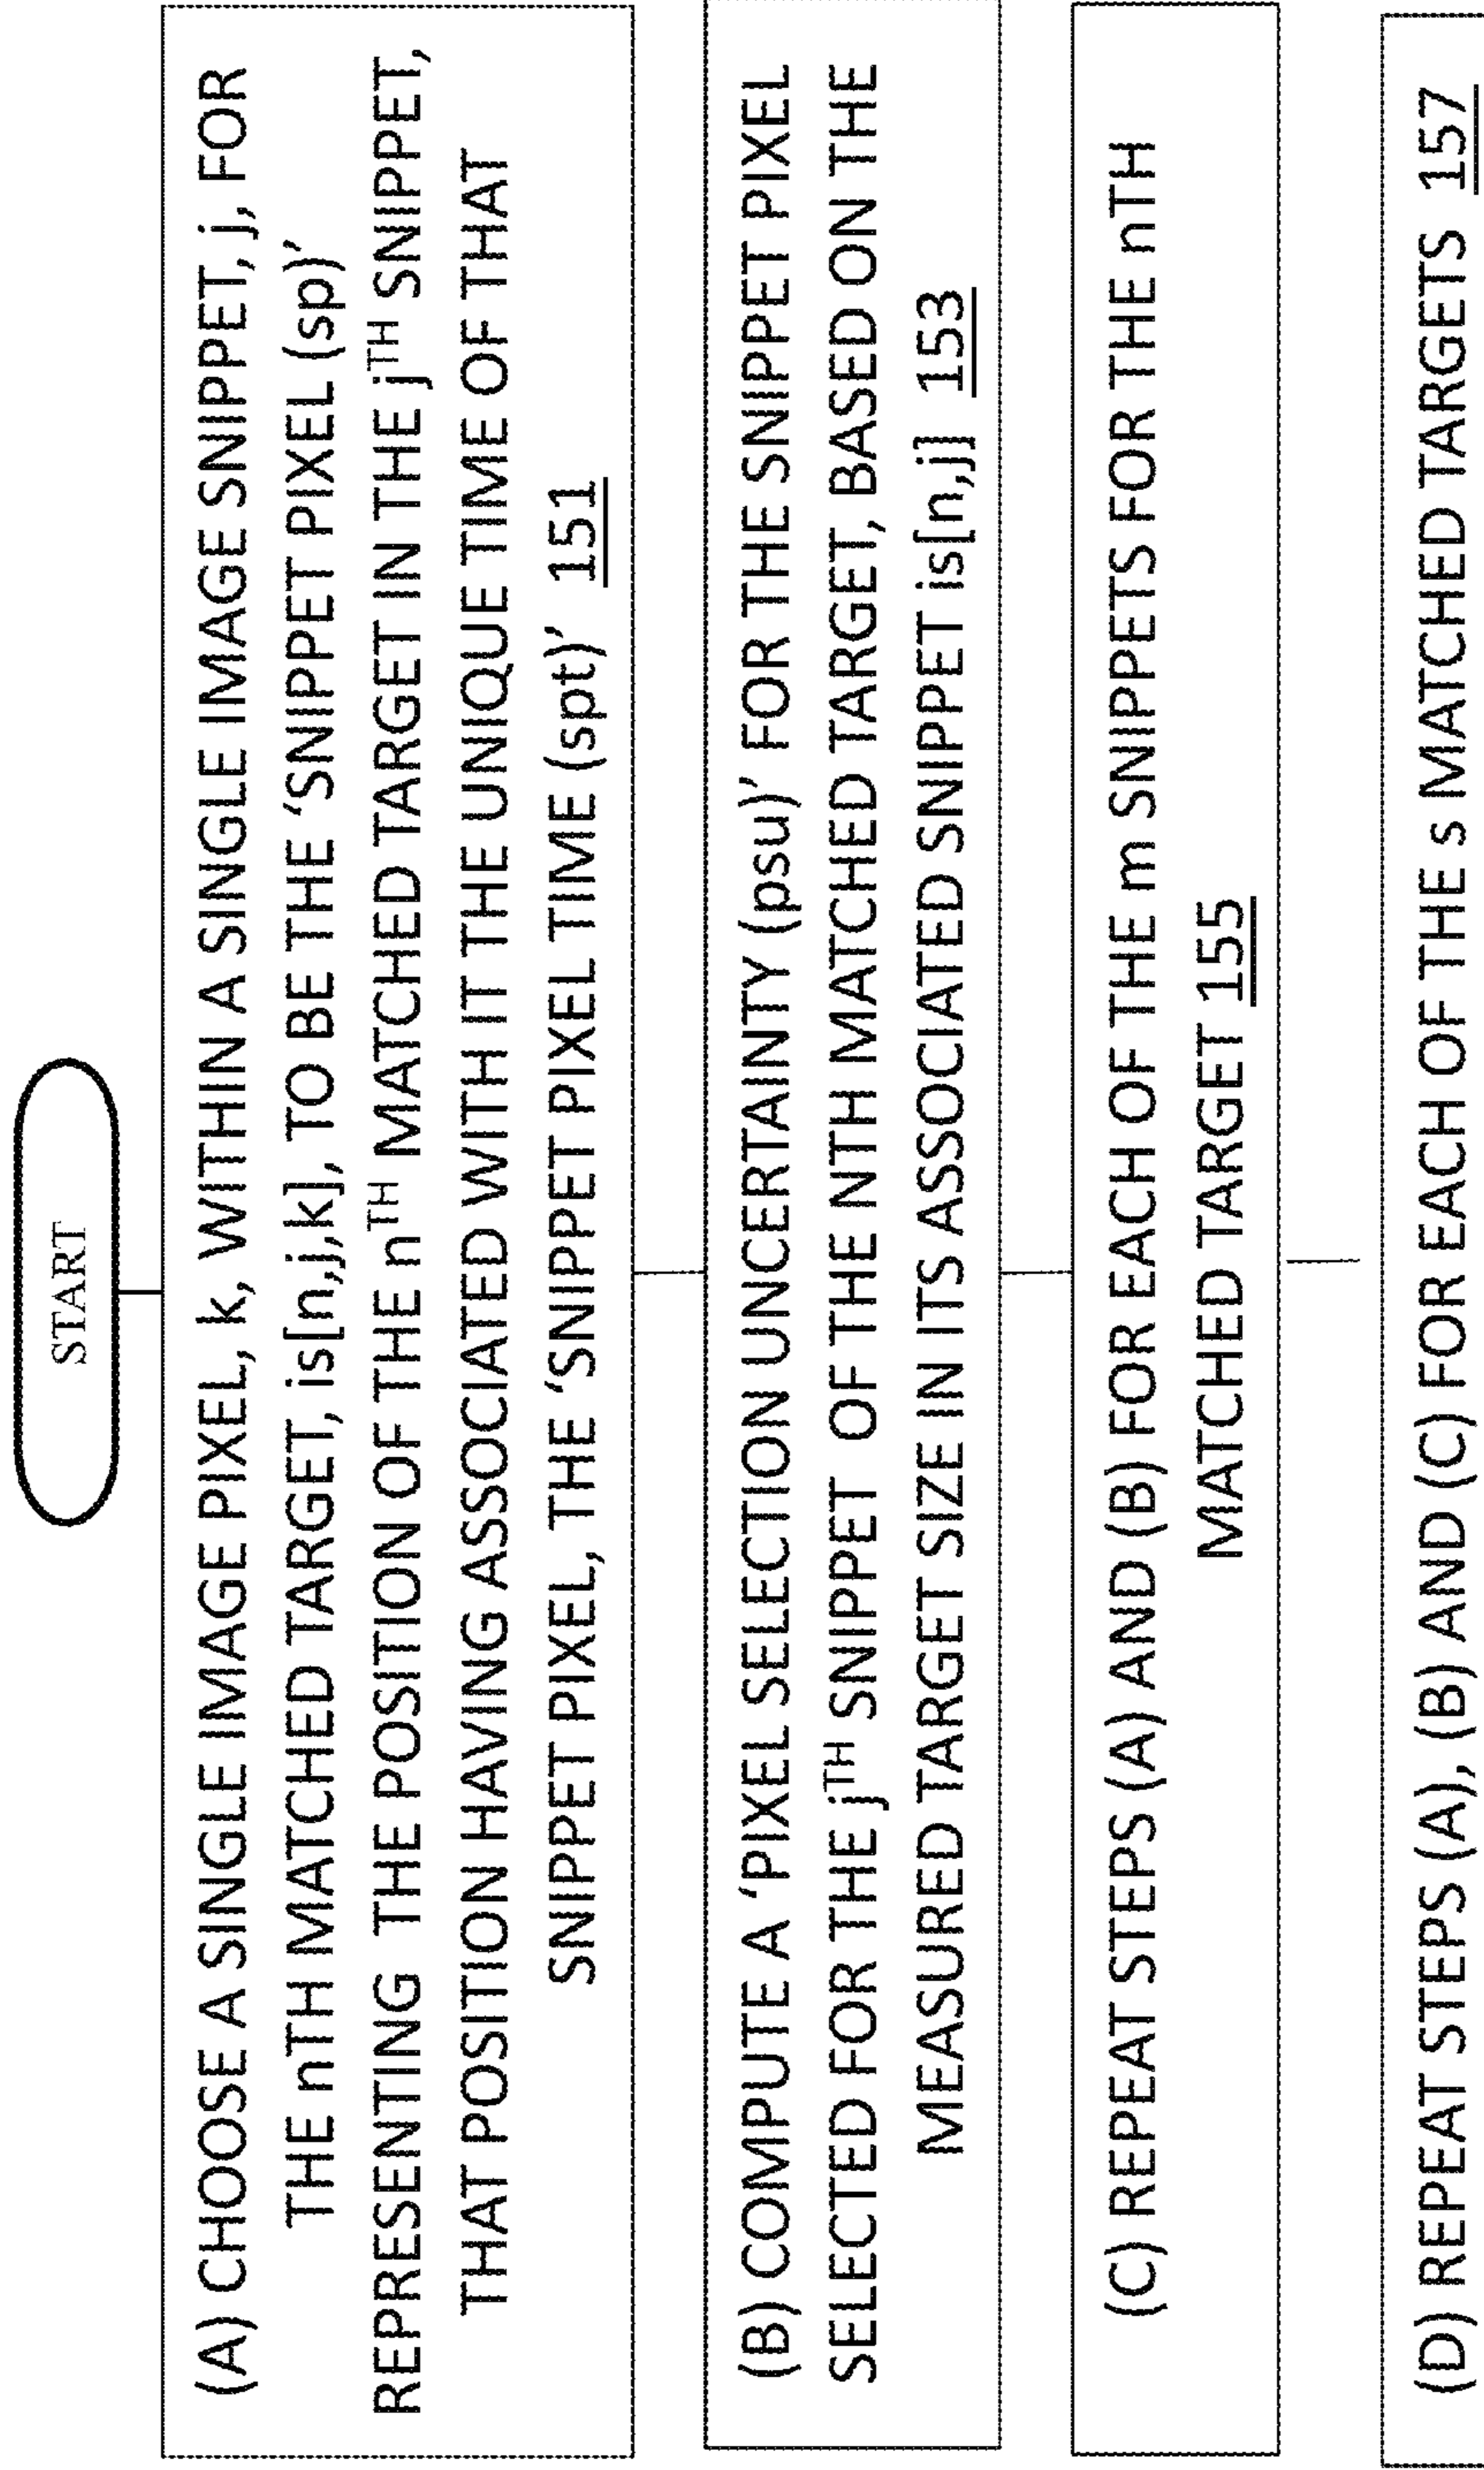 START
(A) CHOOSE A SINGLE IMAGE PIXEL, k, WITHIN A SINGLE IMAGE SNIPPET, j, FOR
THE nTH MATCHED TARGET, is[n,j,k], TO BE THE ‘SNIPPET PIXEL (sp)’
REPRESENTING THE POSITION OF THE nTH MATCHED TARGET IN THE jTH SNIPPET,
THAT POSITION HAVING ASSOCIATED WITH IT THE UNIQUE TIME OF THAT
SNIPPET PIXEL, THE ‘SNIPPET PIXEL TIME (spt)’ 151
(B) COMPUTE A ‘PIXEL SELECTION UNCERTAINTY (psu)’ FOR THE SNIPPET PIXEL
SELECTED FOR THE jTH SNIPPET OF THE NTH MATCHED TARGET, BASED ON THE
MEASURED TARGET SIZE IN ITS ASSOCIATED SNIPPET is[n,j] 153
(C) REPEAT STEPS (A) AND (B) FOR EACH OF THE m SNIPPETS FOR THE nTH
MATCHED TARGET 155
(D) REPEAT STEPS (A), (B) AND (C) FOR EACH OF THE s MATCHED TARGETS 157